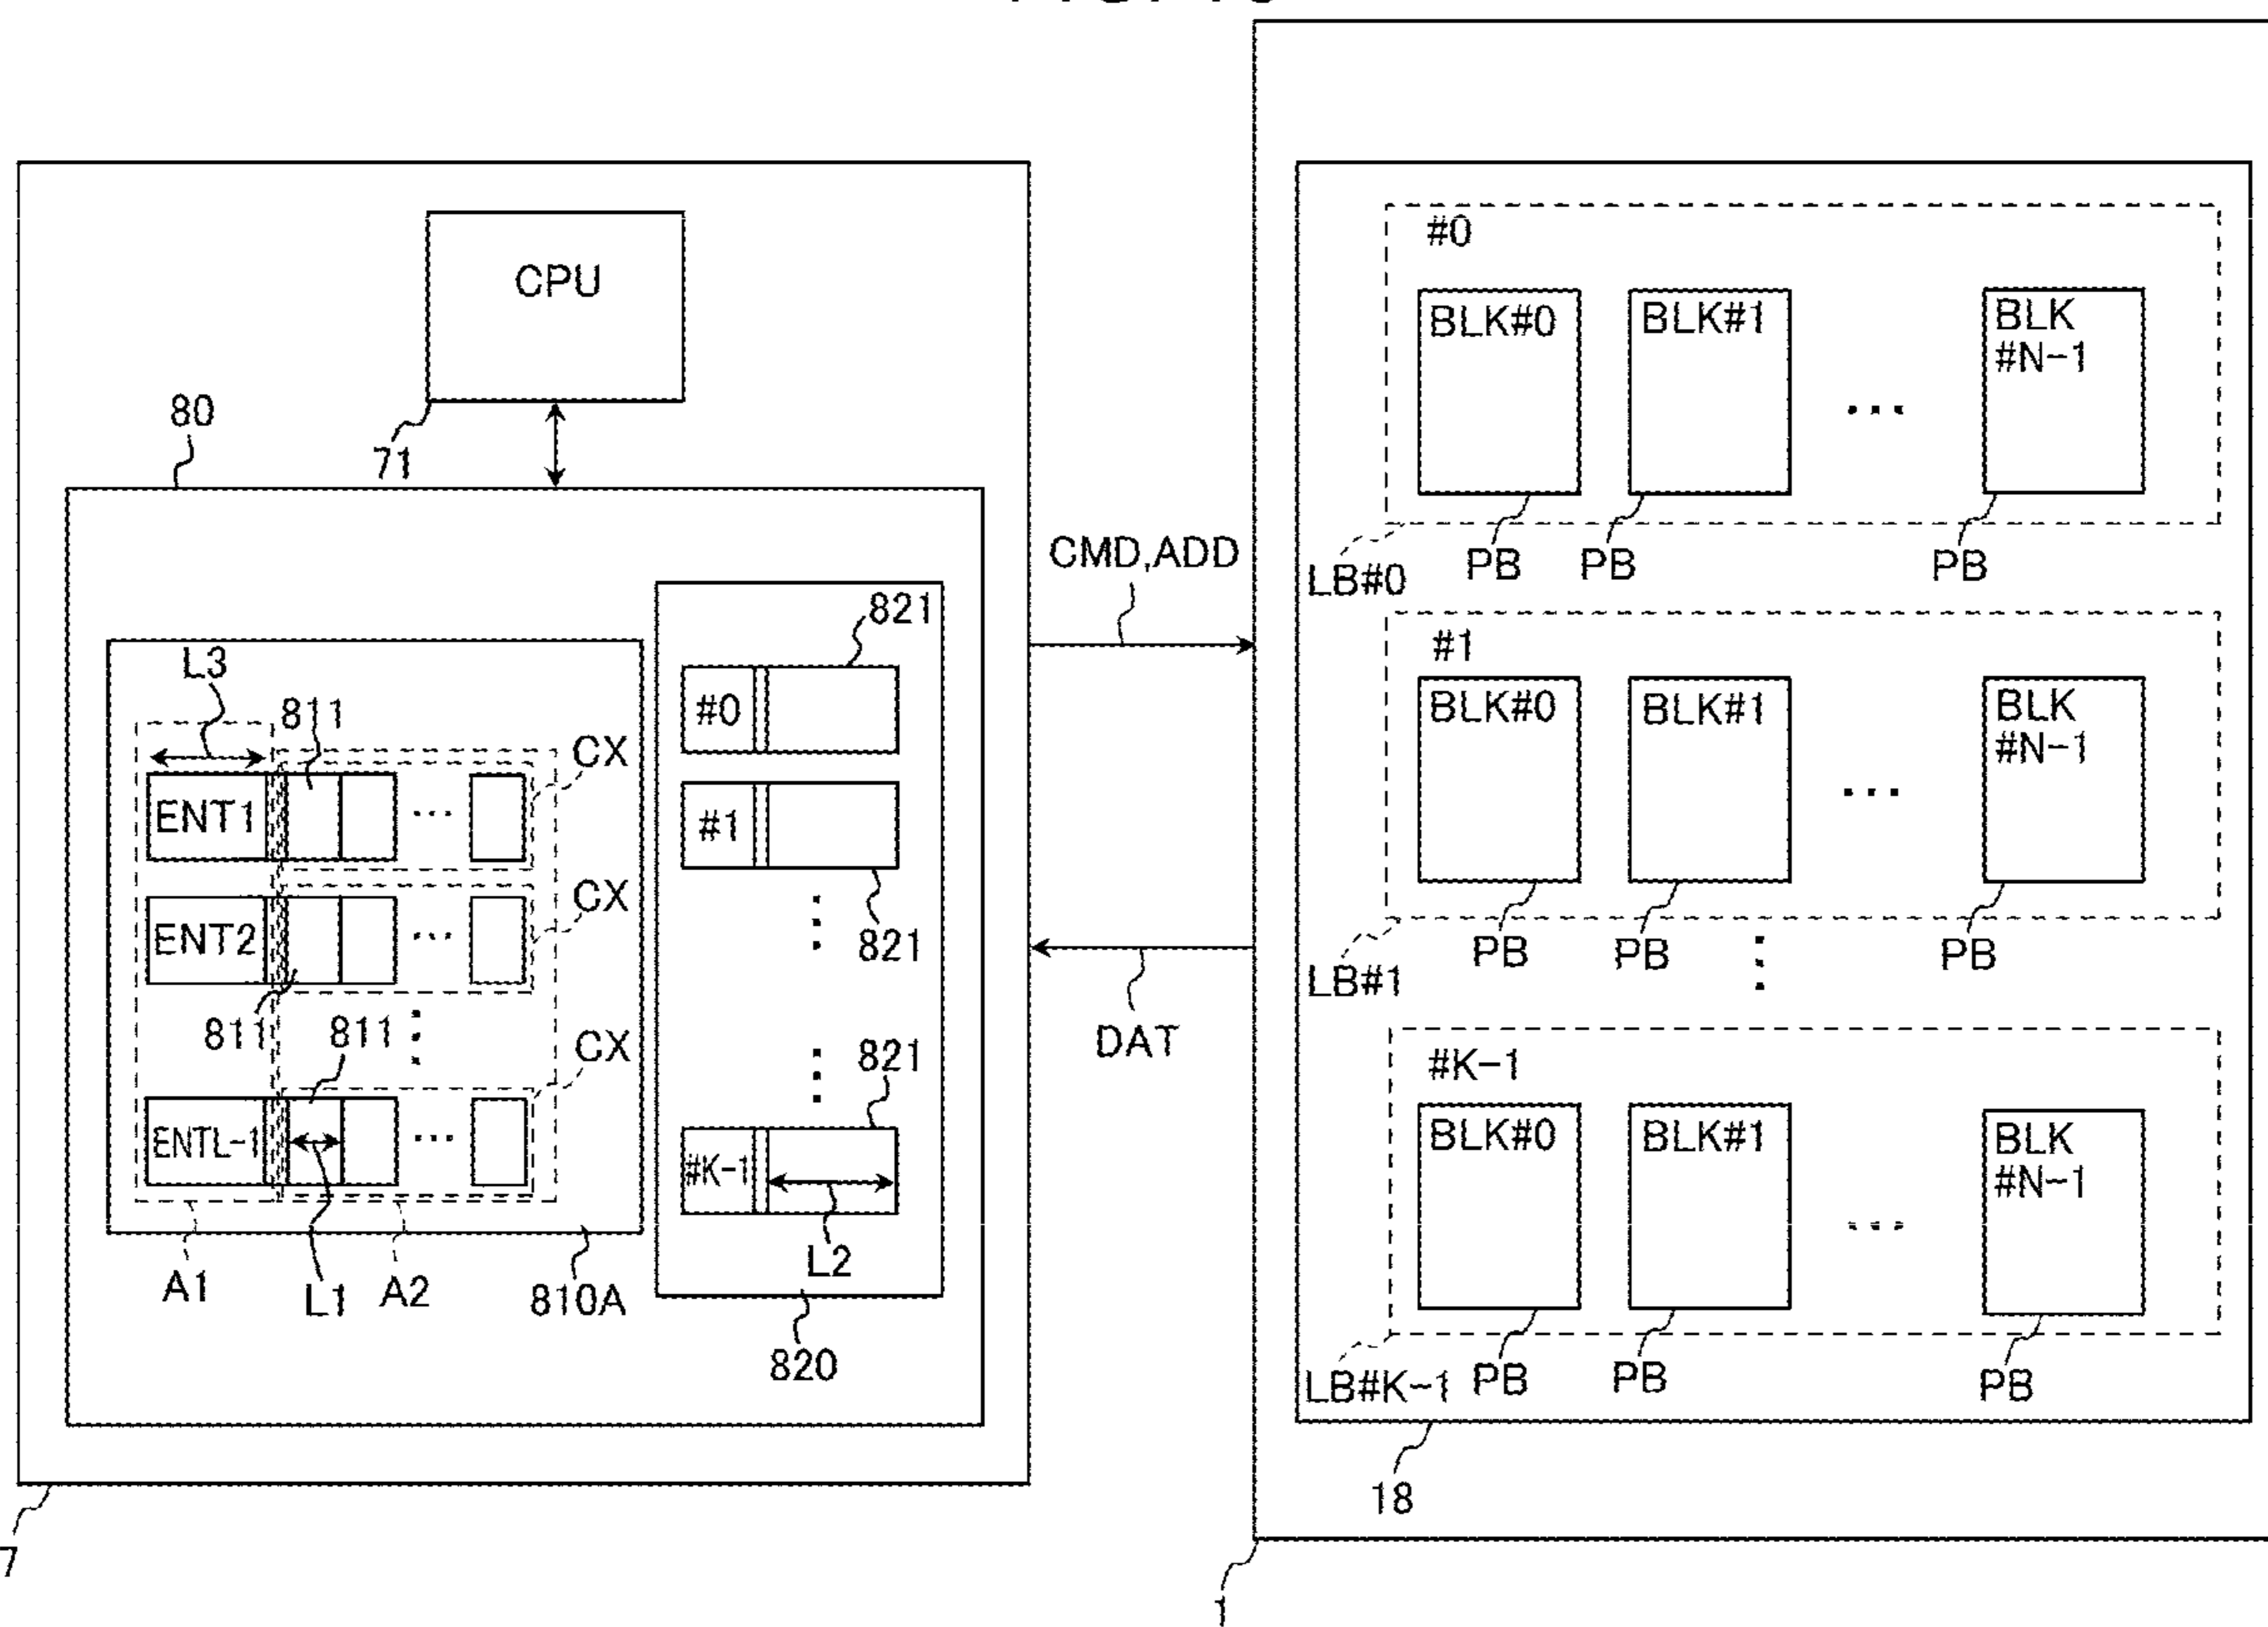 CPU
71
80
L3
811
ENT1
...
CX
ENT2
...
CX
811
811
CX
ENTL-1
...
A1
L1
A2
810A
821
#0
#1
821
821
#K-1
L2
820
7
CMD,ADD
DAT
#0
BLK#0
BLK#1
...
BLK
#N-1
LB#0
PB
PB
PB
#1
BLK#0
BLK#1
...
BLK
#N-1
LB#1
PB
PB
PB
#K-1
BLK#0
BLK#1
...
BLK
#N-1
LB#K-1
PB
PB
PB
18
1